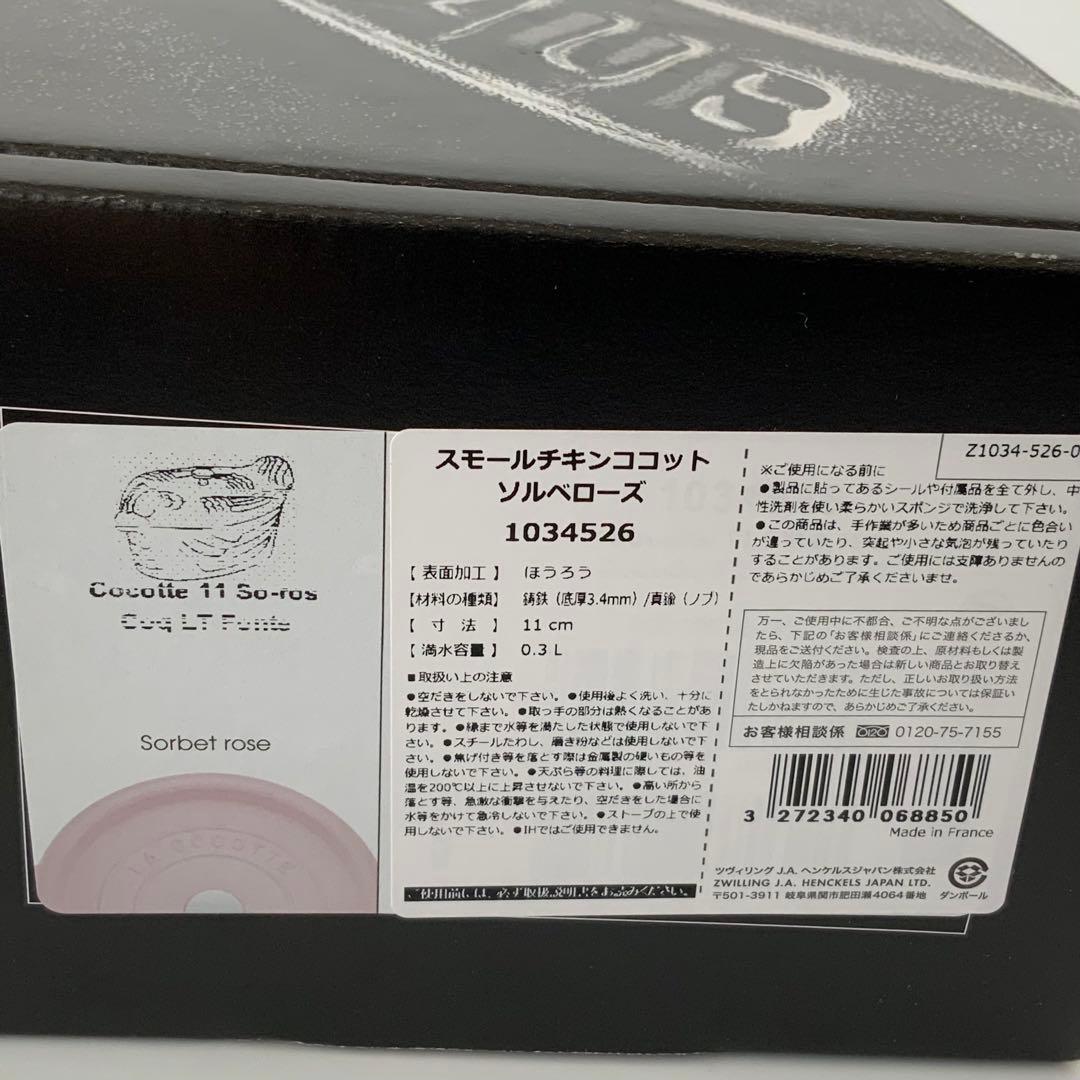 STAUB
Cocotte 11 So-ros
Coq LT Fonte
Sorbet rose
LA COCOTTE
スモールチキンココット
ソルベローズ
1034526
【 表面加工 】 ほうろう
【材料の種類】 鋳鉄（底厚3.4mm）/真鍮（ノブ）
【 寸 法 】 11 cm
【 満水容量 】 0.3 L
■取扱い上の注意
●空だきをしないで下さい。●使用後よく洗い、十分に
乾燥させて下さい。●取っ手の部分は熱くなることがあ
ります。●縁まで水等を満たした状態で使用しないで下
さい。●スチールたわし、磨き粉などは使用しないで下
さい。●焦げ付き等を落とす際は金属製の硬いもの等を
使用しないで下さい。●天ぷら等の料理に際しては、油
温を200℃以上に上昇させないで下さい。●高い所から
落とす等、急激な衝撃を与えたり、空だきをした場合に
水等をかけて急冷しないで下さい。●ストーブの上で使
用しないで下さい。●IHではご使用できません。
ご使用前には、必ず取扱説明書をお読みください。
Z1034-526-0
※ご使用になる前に
●製品に貼ってあるシールや付属品を全て外し、中
性洗剤を使い柔らかいスポンジで洗浄して下さい。
●この商品は、手作業が多いため商品ごとに色合い
が違っていたり、突起や小さな気泡が残っていたり
することがあります。ご使用には支障ありませんの
であらかじめご了承くださいませ。
万一、ご使用中に不都合、ご不明な点がございまし
たら、下記の「お客様相談係」にご連絡くださるか、
現品をご送付ください。検査の上、原材料もしくは製
造上に欠陥があった場合は新しい商品とお取り替え
させていただきます。ただし、正しいお取り扱い方法
をとられなかったために生じた事故については保証い
たしかねますので、あらかじめご了承ください。
お客様相談係 0120-75-7155
3 272340 068850
Made in France
ツヴィリング J.A. ヘンケルスジャパン株式会社
ZWILLING J.A. HENCKELS JAPAN LTD.
〒501-3911 岐阜県関市肥田瀬4064番地
ダンボール